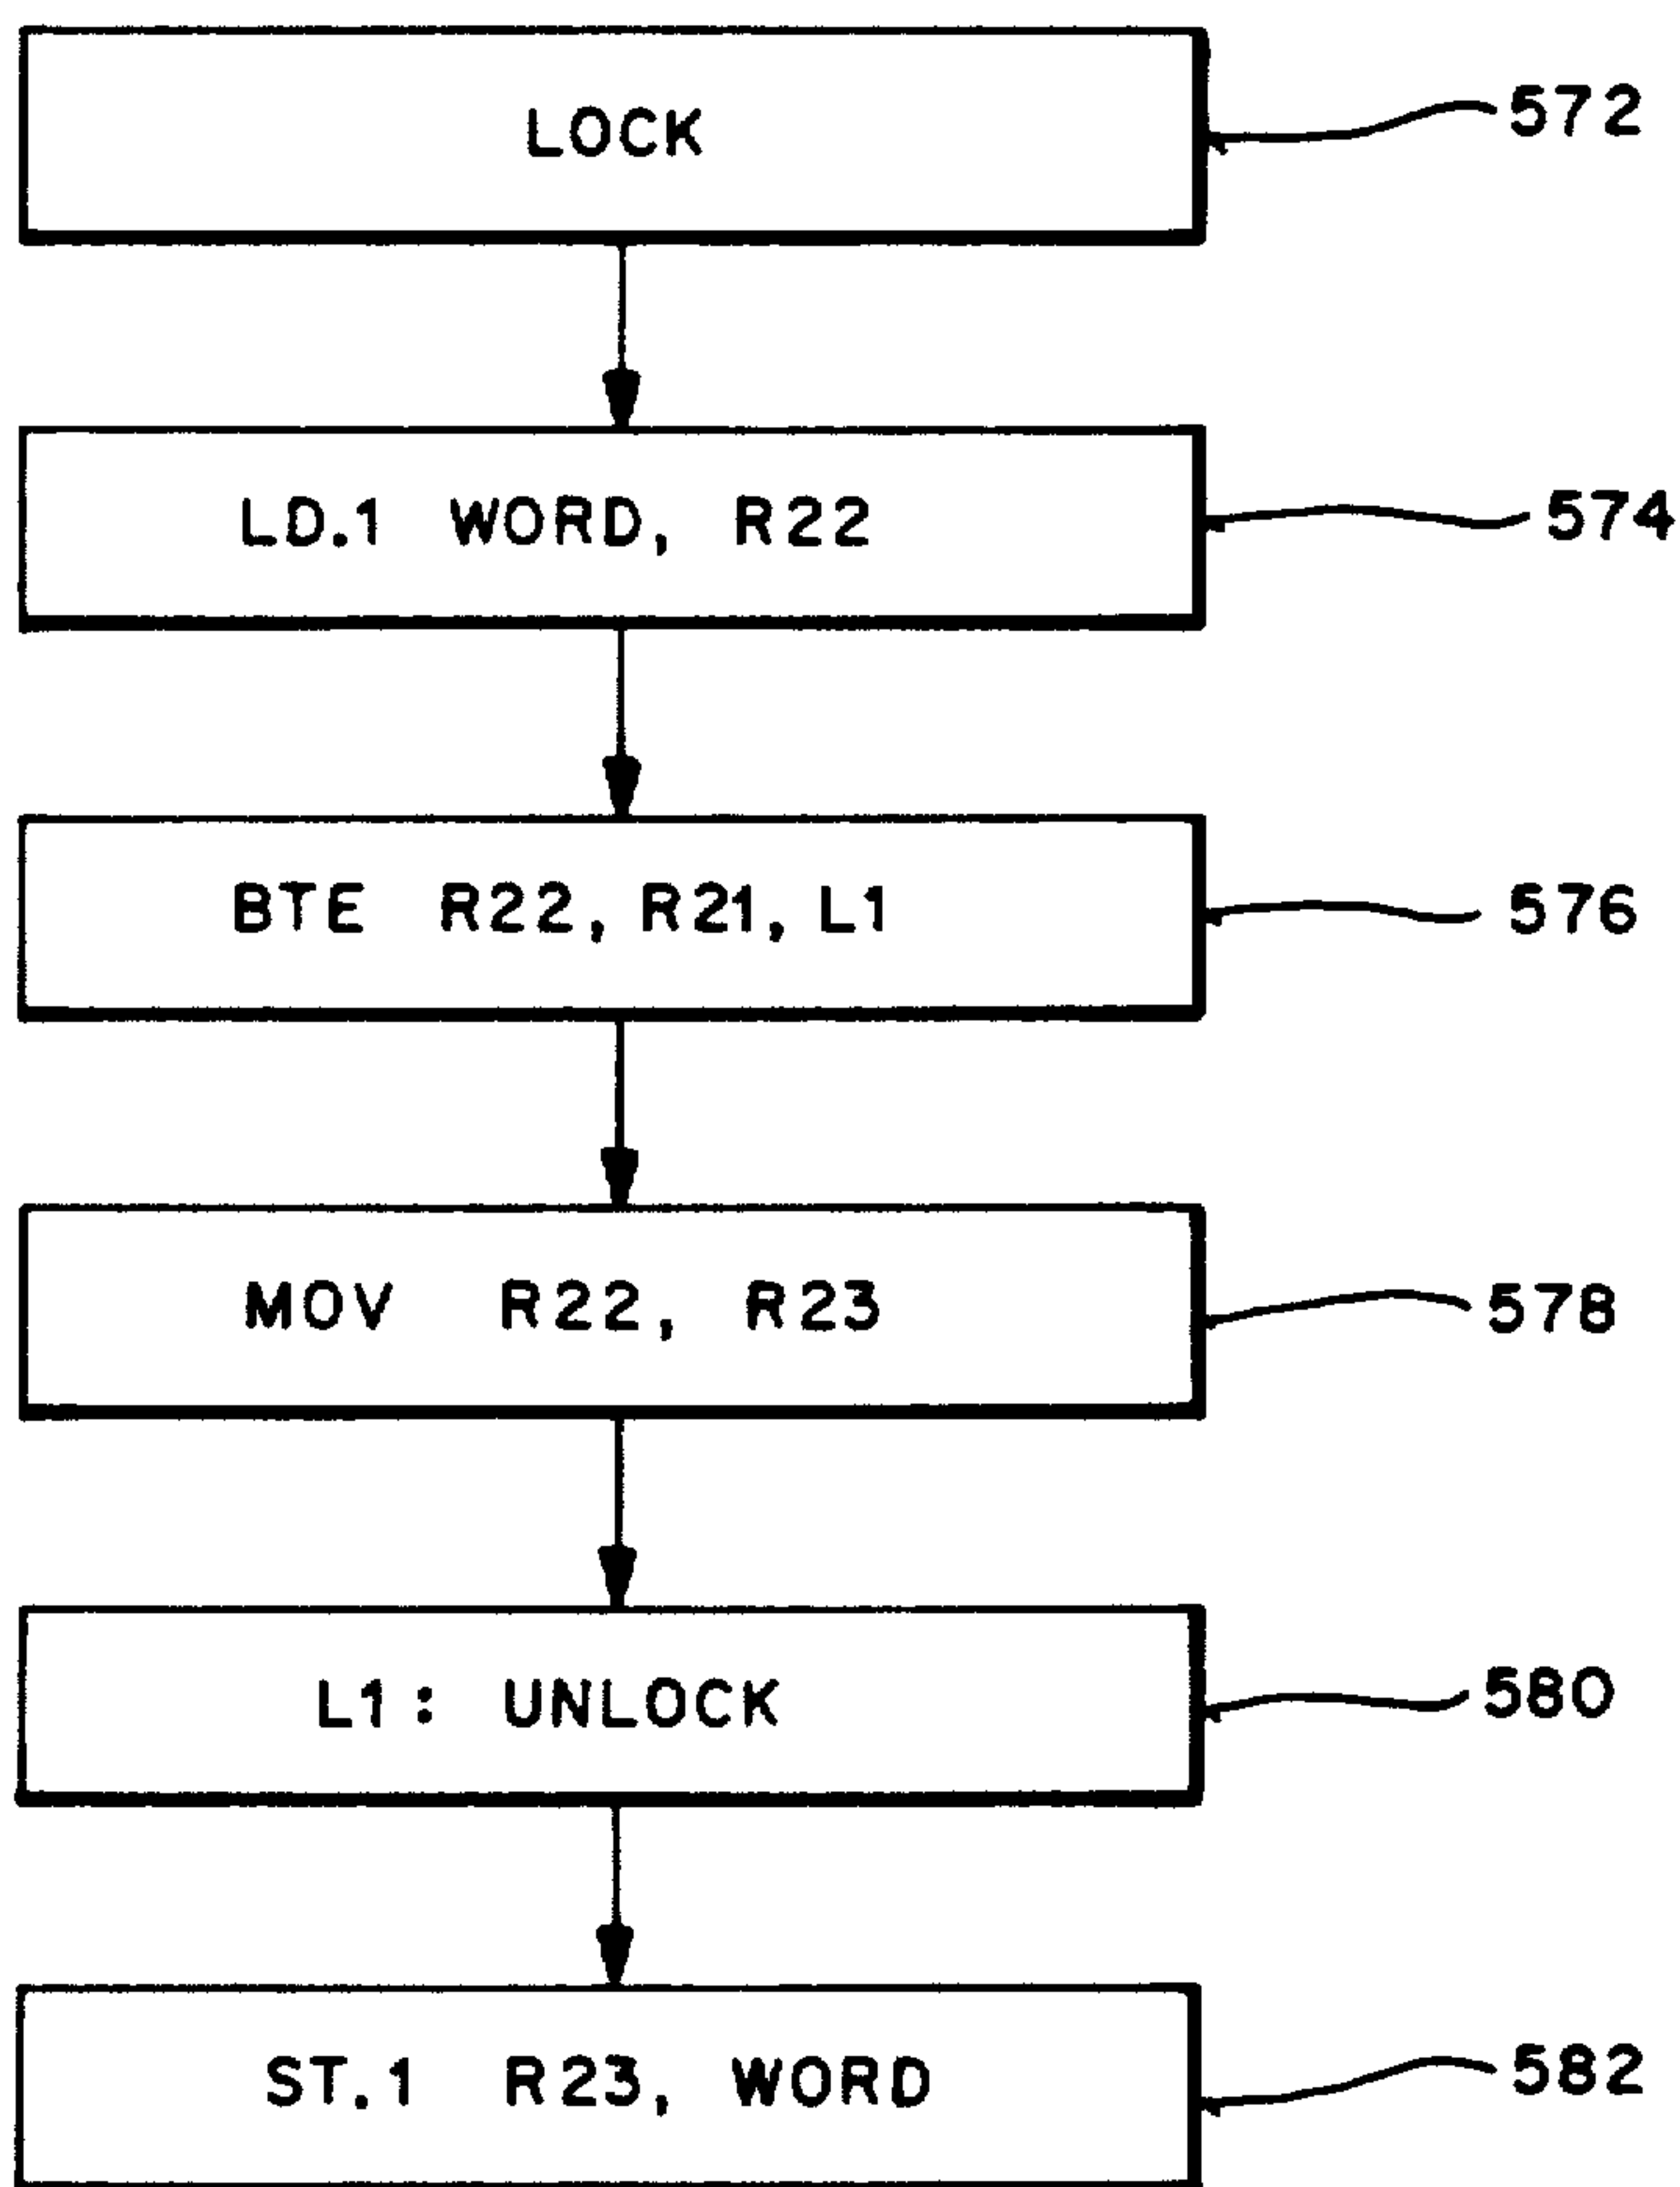 LOCK 572
LD.1 WORD, R22 574
BTE R22, R21, L1 576
MOV R22, R23 578
L1: UNLOCK 580
ST.1 R23, WORD 582